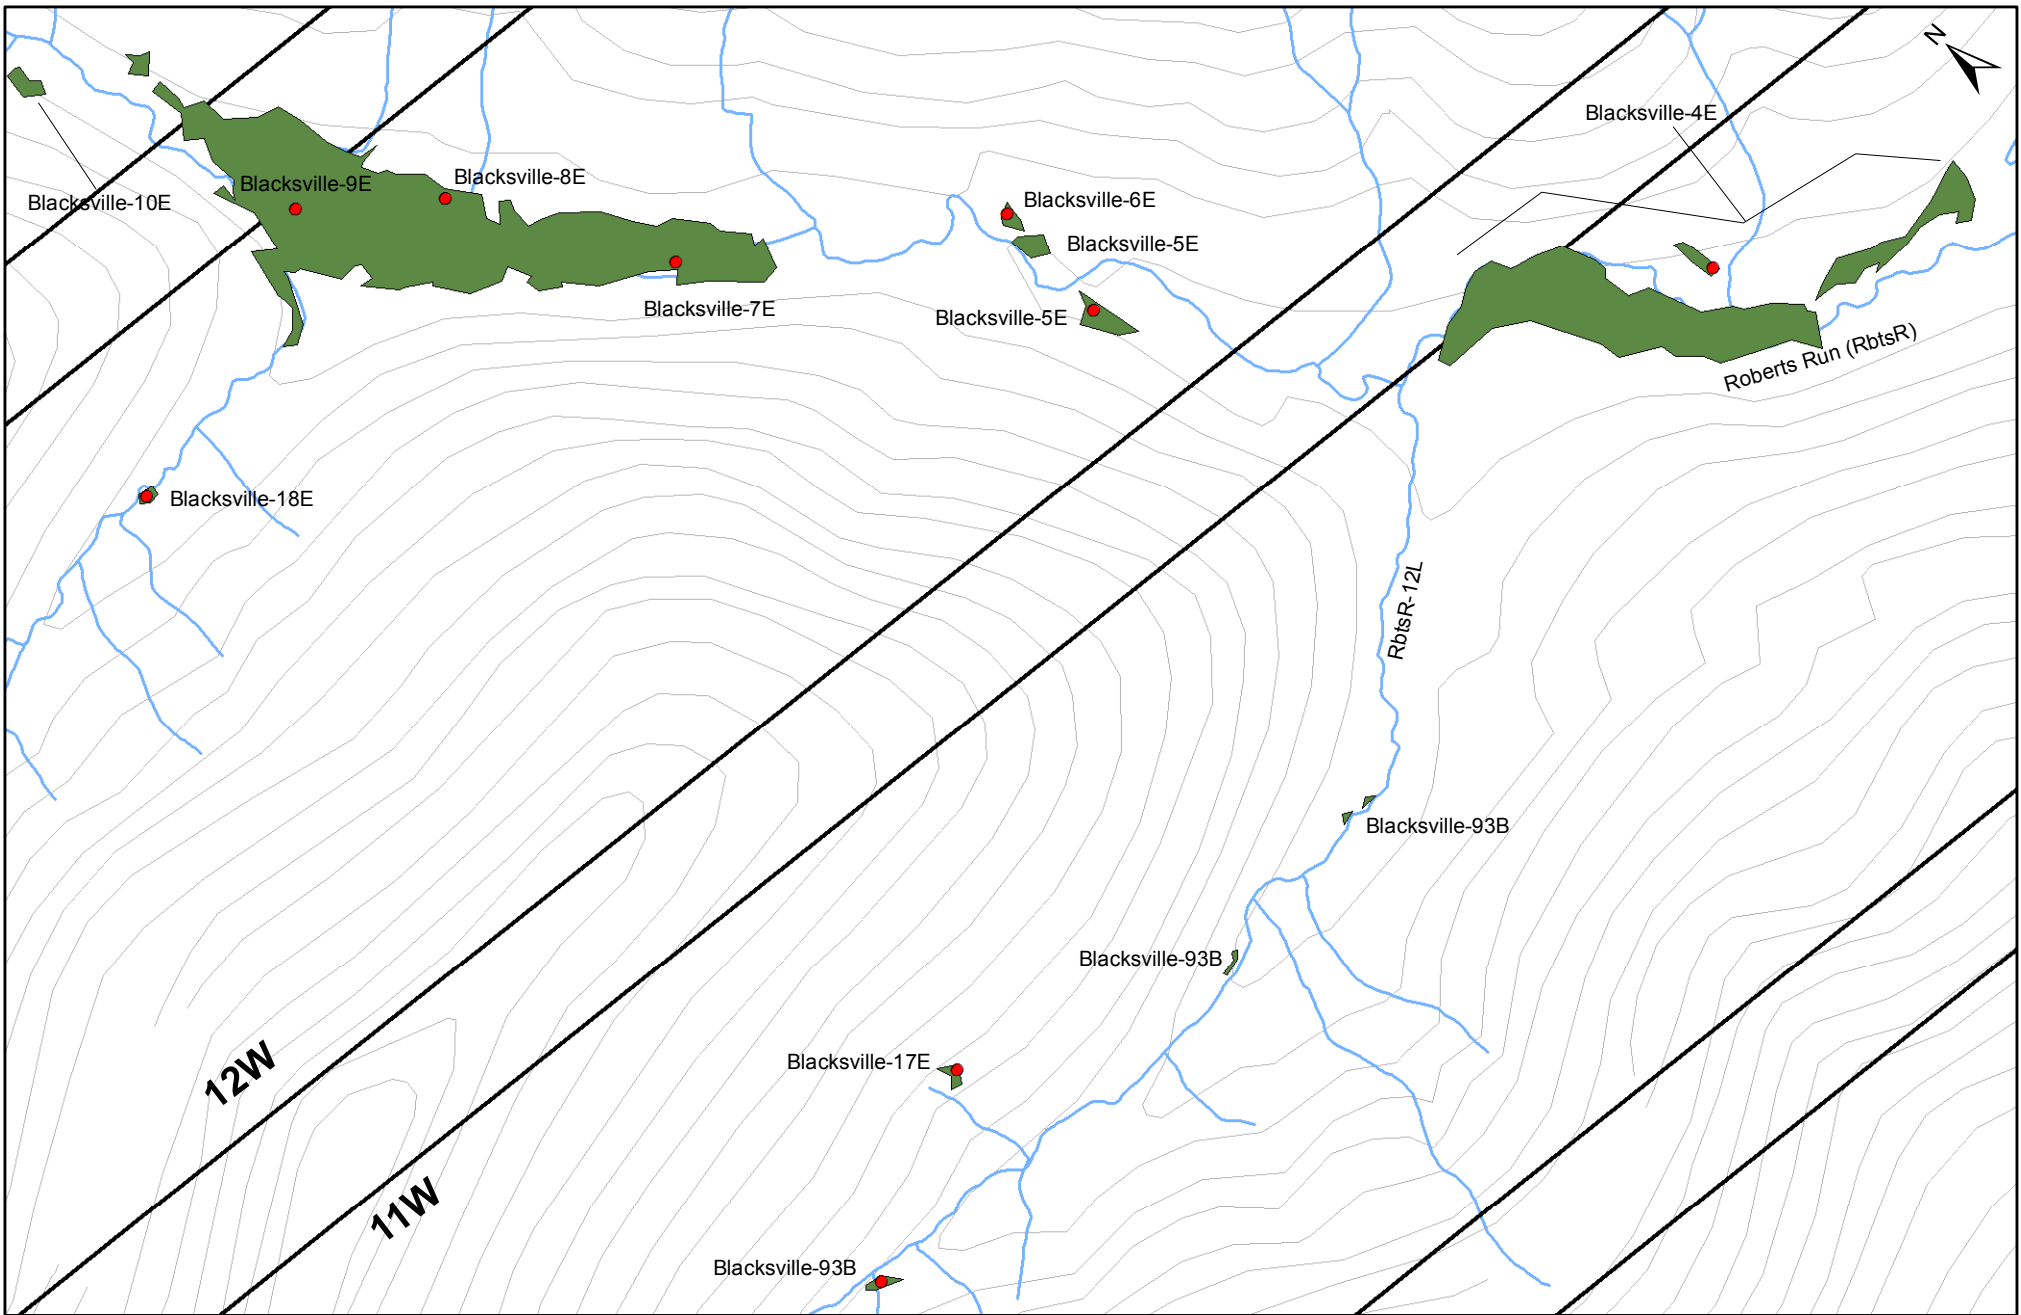 N
Blacksville-4E
Blacksville-9E
Blacksville-8E
Blacksville-10E
Blacksville-6E
Blacksville-5E
Blacksville-7E
Blacksville-5E
Roberts Run (RbtsR)
Blacksville-18E
RbtsR-12L
Blacksville-93B
Blacksville-93B
Blacksville-17E
12W
11W
Blacksville-93B